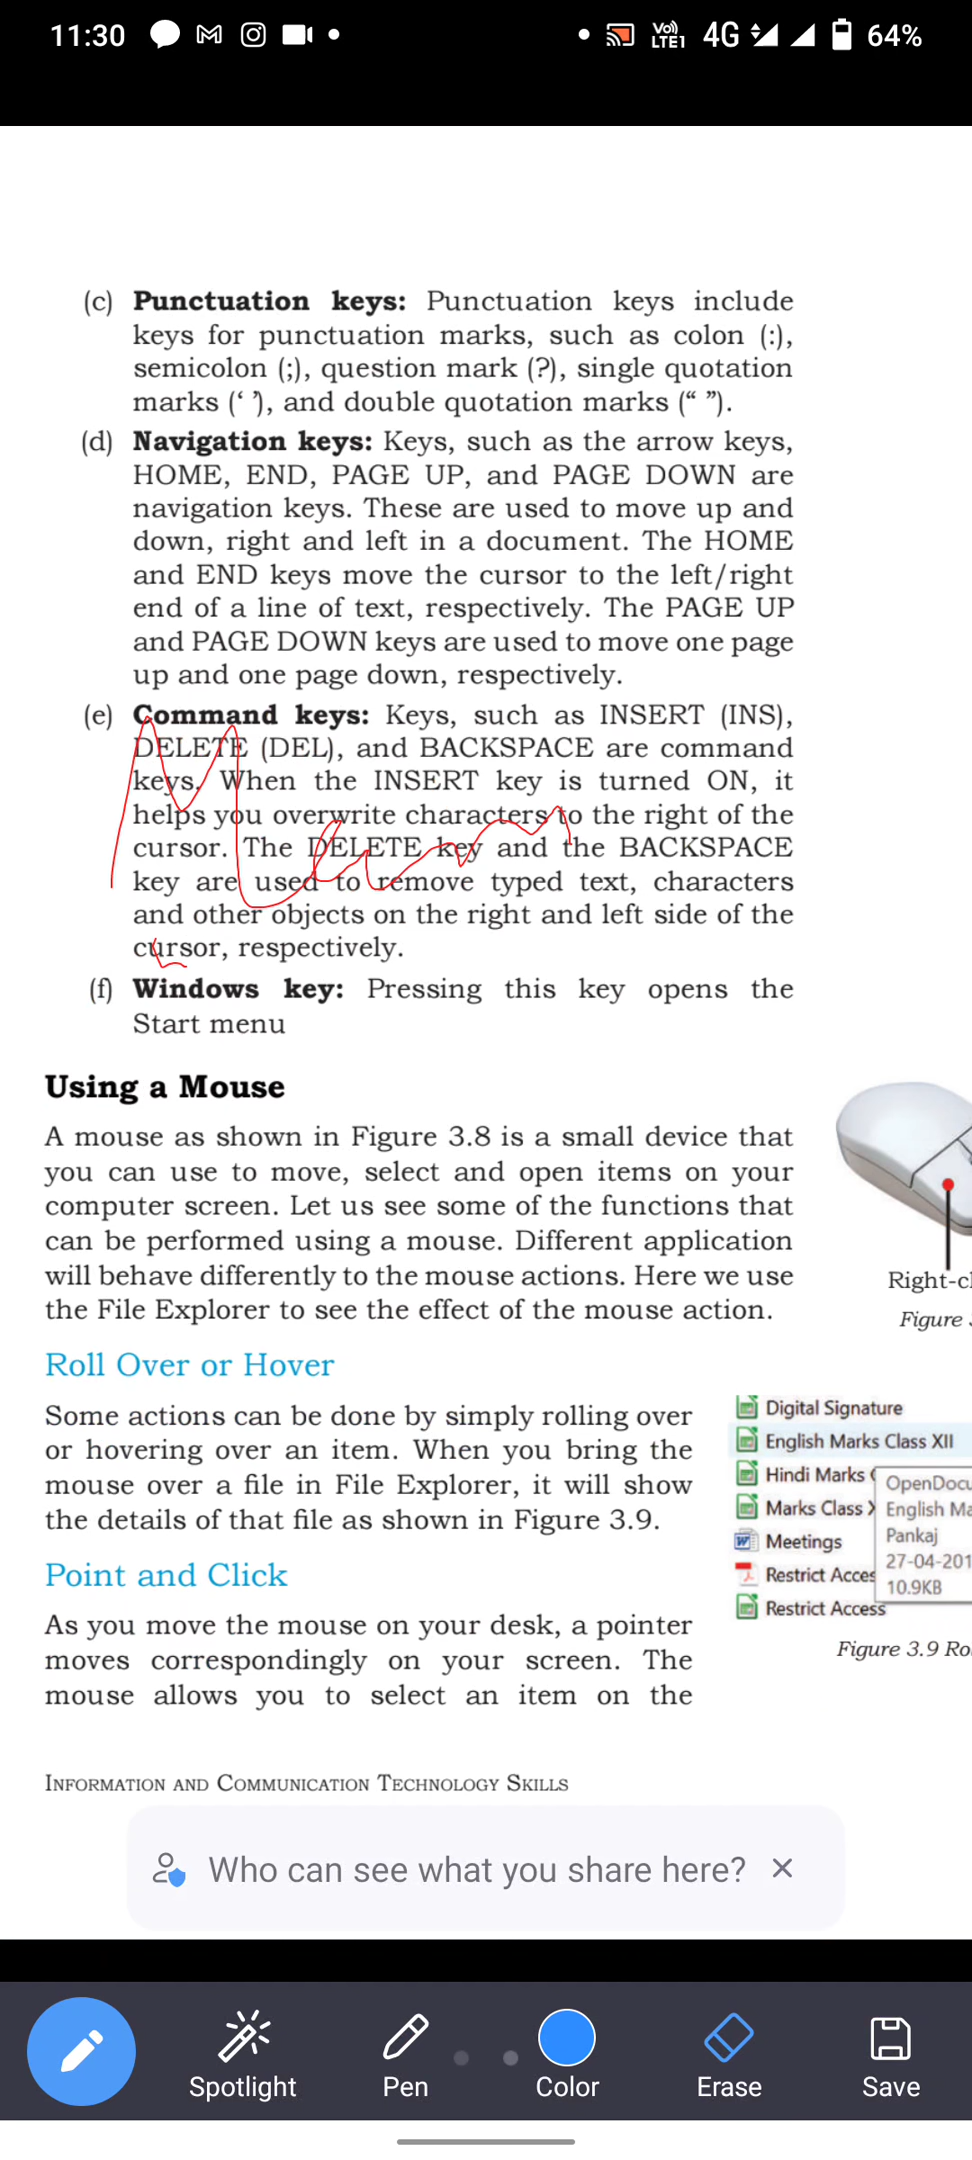 11:30
Vo)) LTE1 4G 64%
(c) Punctuation keys: Punctuation keys include
keys for punctuation marks, such as colon (:),
semicolon (;), question mark (?), single quotation
marks (‘ ’), and double quotation marks (“ ”).
(d) Navigation keys: Keys, such as the arrow keys,
HOME, END, PAGE UP, and PAGE DOWN are
navigation keys. These are used to move up and
down, right and left in a document. The HOME
and END keys move the cursor to the left/right
end of a line of text, respectively. The PAGE UP
and PAGE DOWN keys are used to move one page
up and one page down, respectively.
(e) Command keys: Keys, such as INSERT (INS),
DELETE (DEL), and BACKSPACE are command
keys. When the INSERT key is turned ON, it
helps you overwrite characters to the right of the
cursor. The DELETE key and the BACKSPACE
key are used to remove typed text, characters
and other objects on the right and left side of the
cursor, respectively.
(f) Windows key: Pressing this key opens the
Start menu
Using a Mouse
A mouse as shown in Figure 3.8 is a small device that
you can use to move, select and open items on your
computer screen. Let us see some of the functions that
can be performed using a mouse. Different application
will behave differently to the mouse actions. Here we use
the File Explorer to see the effect of the mouse action.
Right-cl
Figure
Roll Over or Hover
Some actions can be done by simply rolling over
or hovering over an item. When you bring the
mouse over a file in File Explorer, it will show
the details of that file as shown in Figure 3.9.
Digital Signature
English Marks Class XII
Hindi Marks
Marks Class X
Meetings
Restrict Acces
Restrict Access
OpenDocu
English Ma
Pankaj
27-04-201
10.9KB
Figure 3.9 Ro
Point and Click
As you move the mouse on your desk, a pointer
moves correspondingly on your screen. The
mouse allows you to select an item on the
Information and Communication Technology Skills
Who can see what you share here?
Spotlight
Pen
Color
Erase
Save